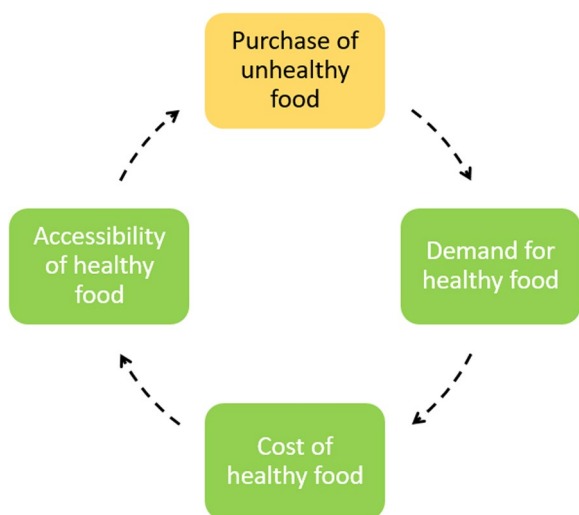 Purchase of
unhealthy
food
Accessibility
of healthy
food
Demand for
healthy food
Cost of
healthy food